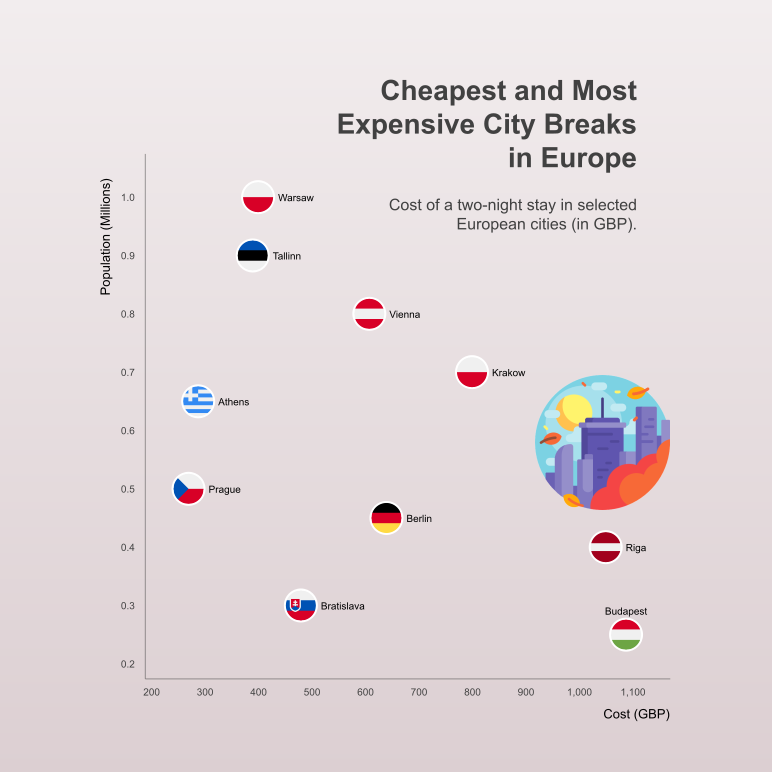 Cheapest and Most
Expensive City Breaks
in Europe
Cost of a two-night stay in selected
European cities (in GBP).
Population (Millions)
1.0
0.9
0.8
0.7
0.6
0.5
0.4
0.3
0.2
Warsaw
Tallinn
Vienna
Krakow
Athens
Prague
Berlin
Riga
Bratislava
Budapest
200 300 400 500 600 700 800 900 1,000 1,100
Cost (GBP)